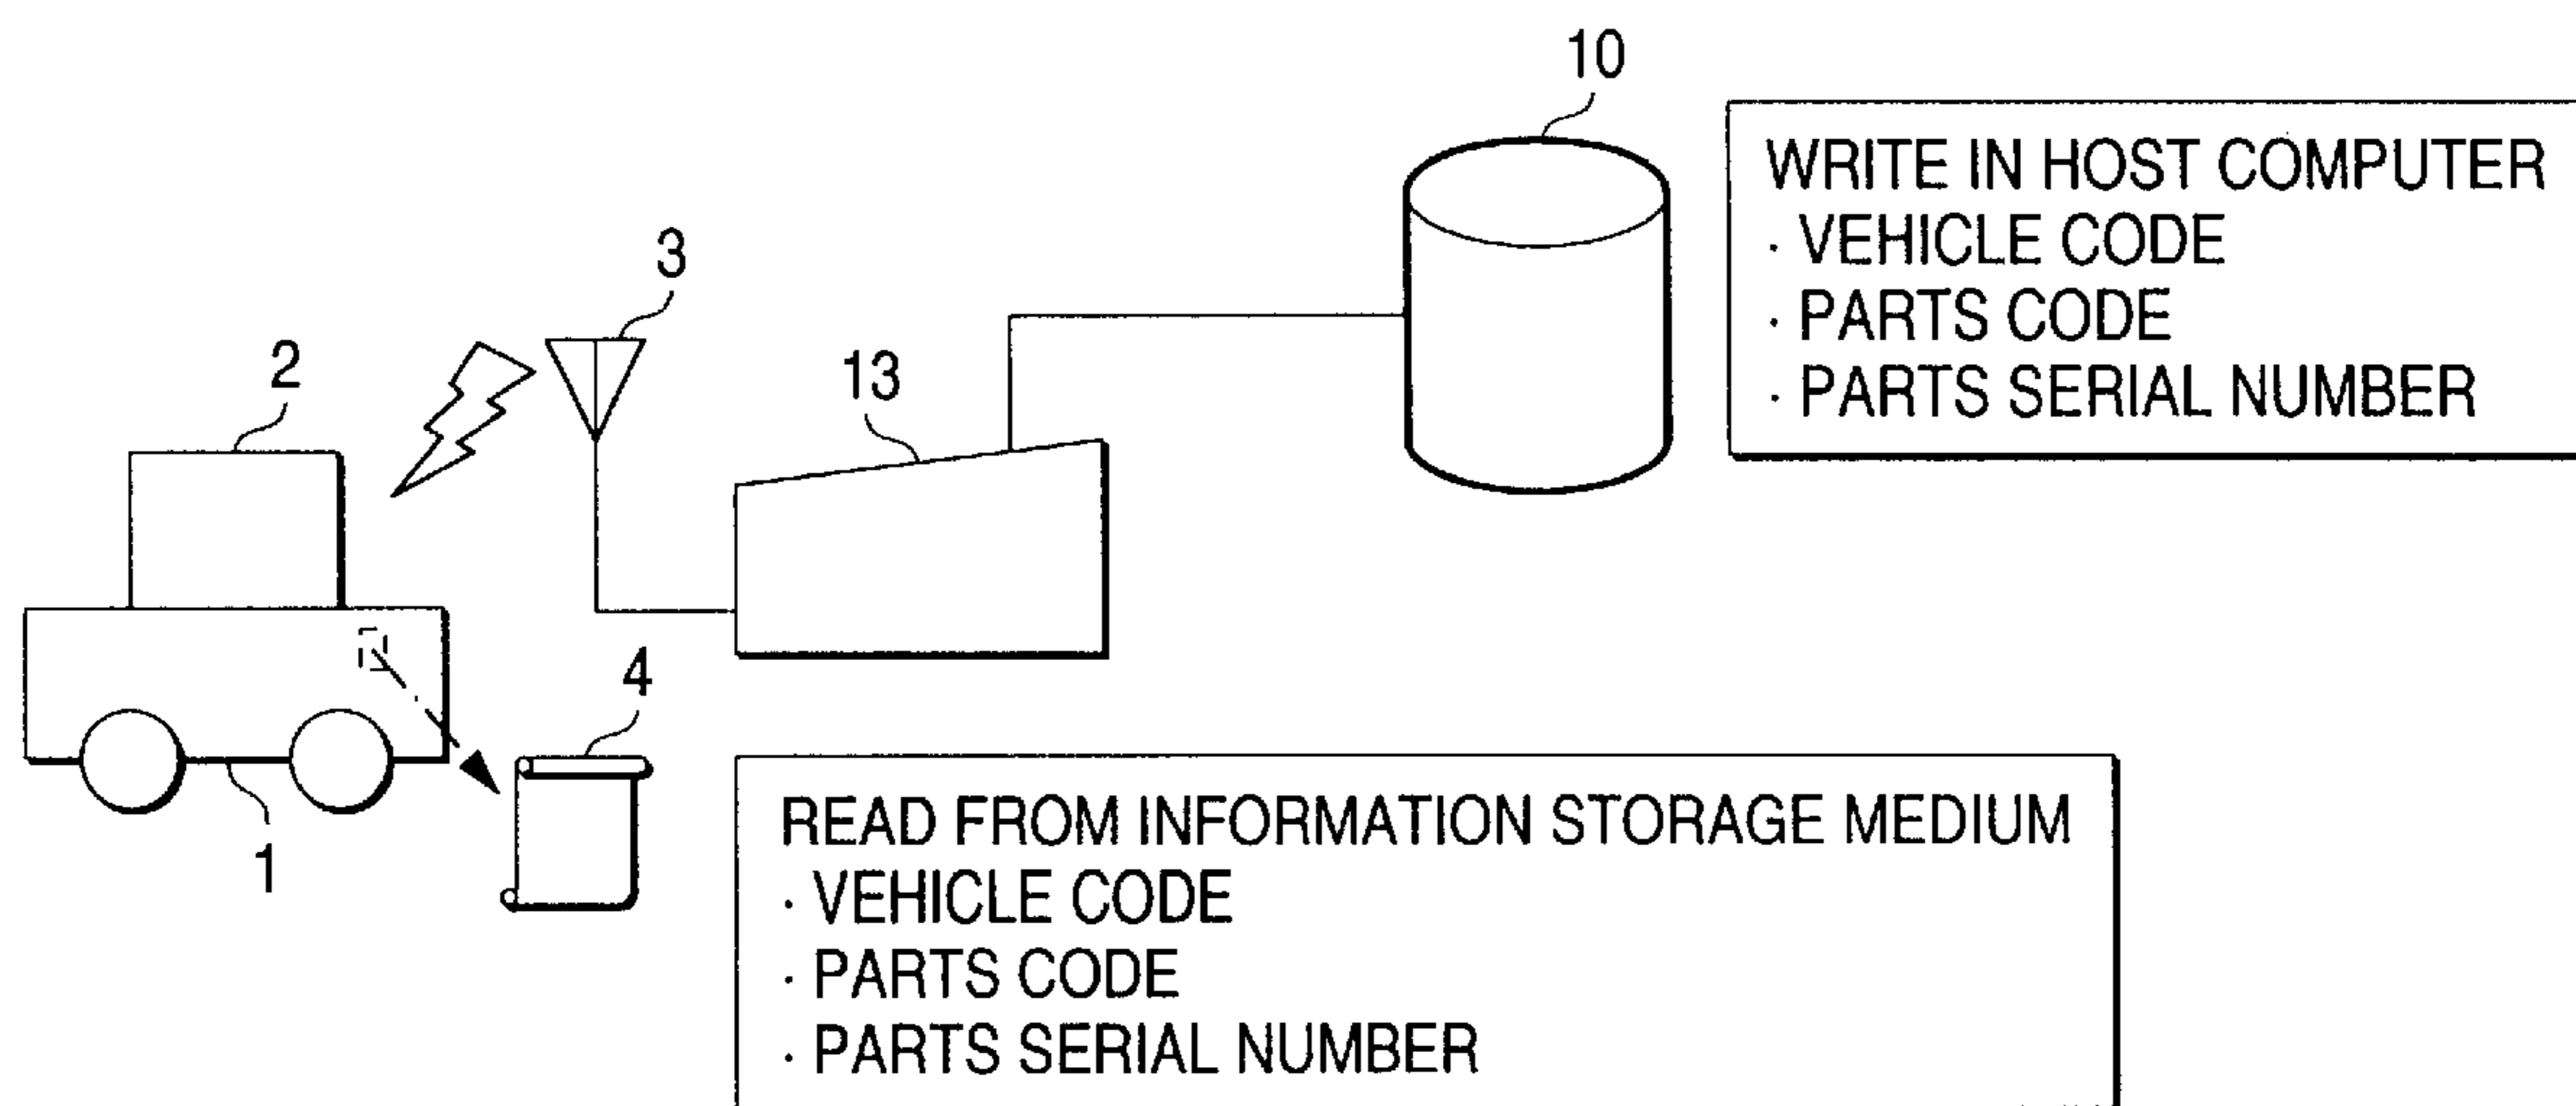 10
WRITE IN HOST COMPUTER
· VEHICLE CODE
· PARTS CODE
· PARTS SERIAL NUMBER
3
2
13
4
1
READ FROM INFORMATION STORAGE MEDIUM
· VEHICLE CODE
· PARTS CODE
· PARTS SERIAL NUMBER